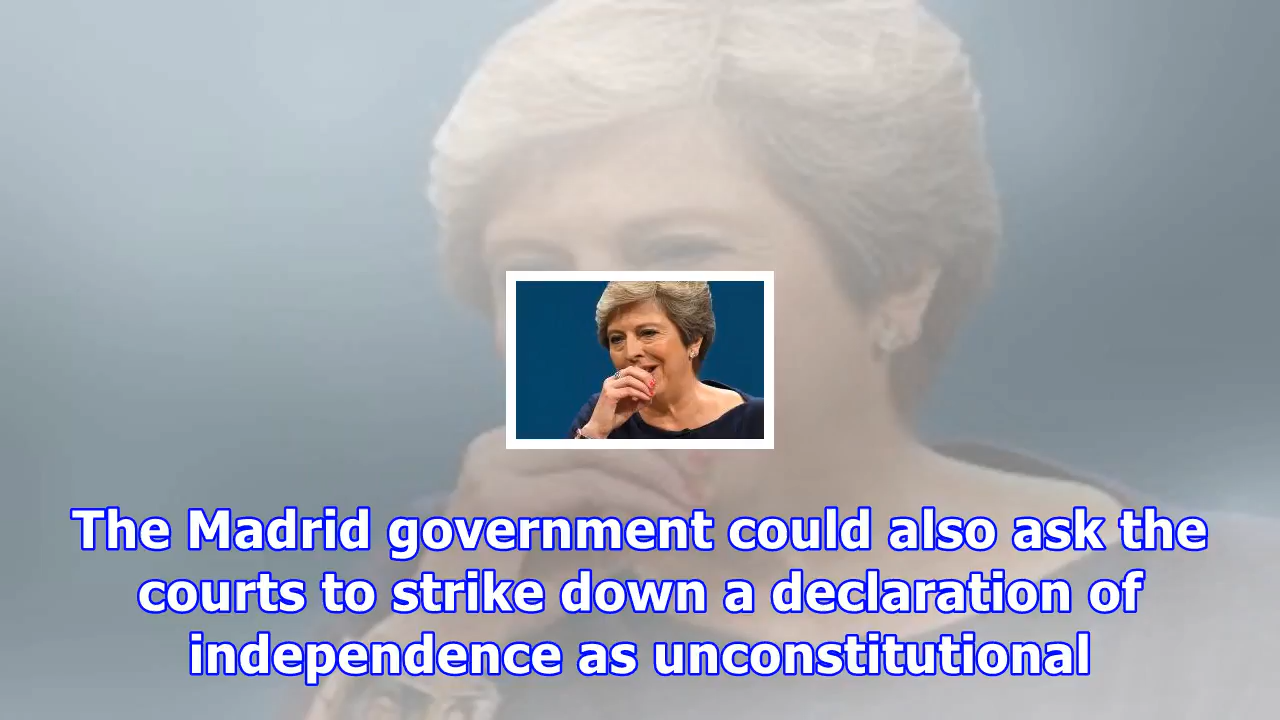 The Madrid government could also ask the
courts to strike down a declaration of
independence as unconstitutional